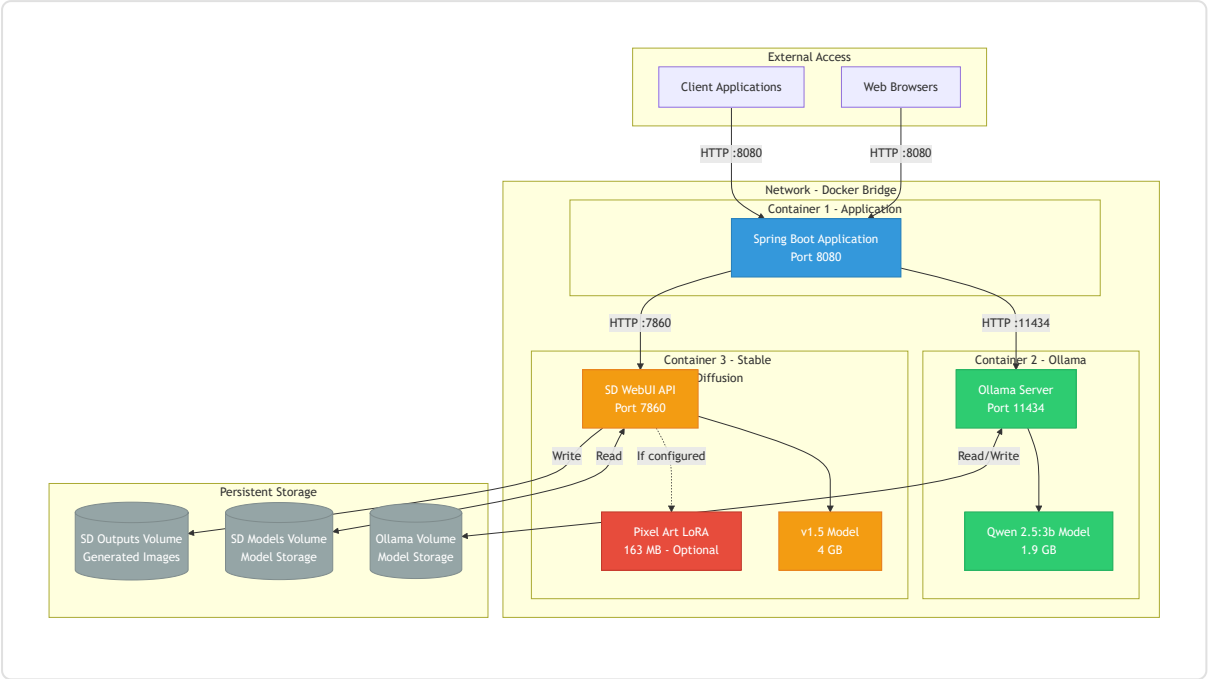 External Access
Client Applications
Web Browsers
HTTP :8080
HTTP :8080
Network - Docker Bridge
Container 1 - Application
Spring Boot Application
Port 8080
HTTP :7860
HTTP :11434
Container 3 - Stable
Diffusion
SD WebUI API
Port 7860
Container 2 - Ollama
Ollama Server
Port 11434
Write
Read
If configured
Read/Write
Persistent Storage
SD Outputs Volume
Generated Images
SD Models Volume
Model Storage
Ollama Volume
Model Storage
Pixel Art LoRA
163 MB - Optional
v1.5 Model
4 GB
Qwen 2.5:3b Model
1.9 GB